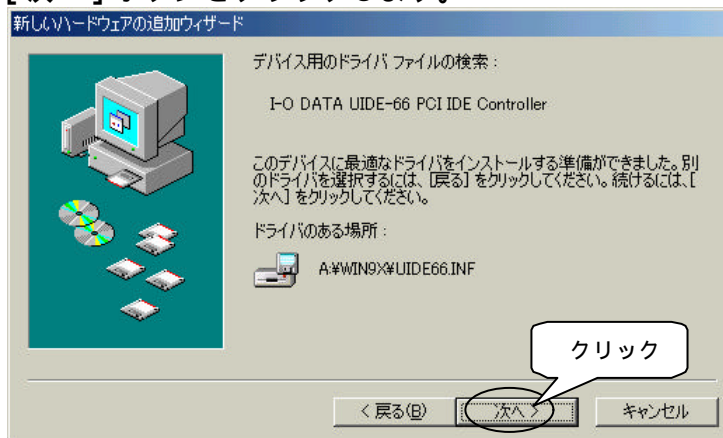 新しいハードウェアの追加ウィザード
デバイス用のドライバ ファイルの検索 :
I-O DATA UIDE-66 PCI IDE Controller
このデバイスに最適なドライバをインストールする準備ができました。別
のドライバを選択するには、[戻る] をクリックしてください。続けるには、[
次へ] をクリックしてください。
ドライバのある場所 :
A:¥WIN9X¥UIDE66.INF
クリック
< 戻る(B)
次へ >
キャンセル